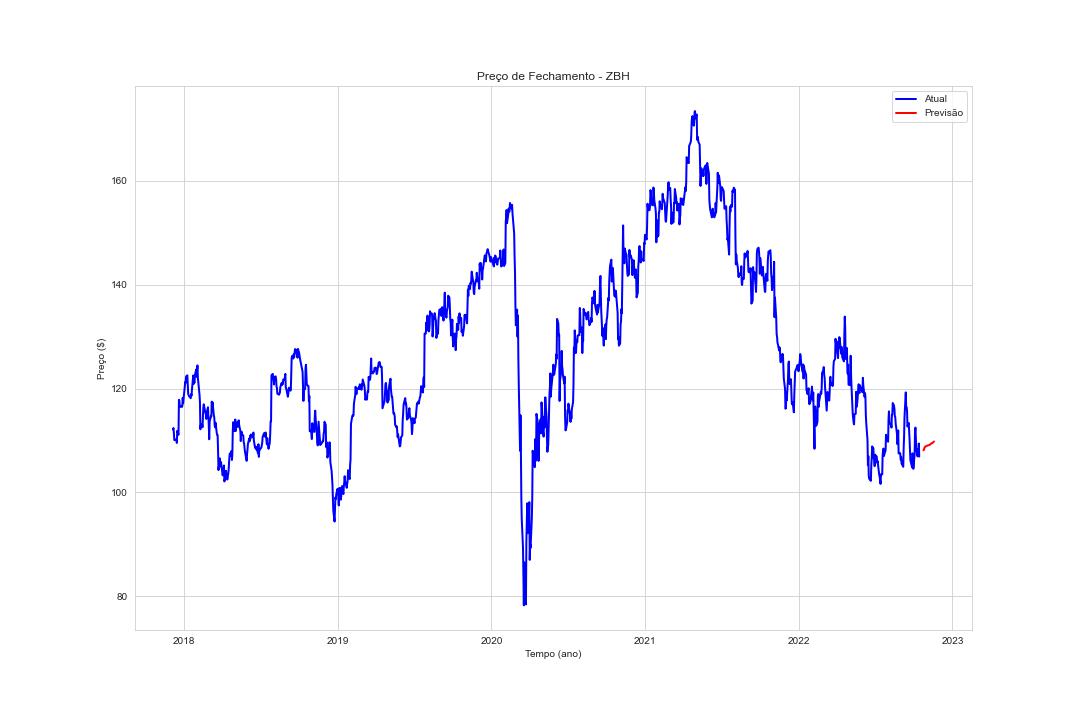 Preço de Fechamento - ZBH
Atual
Previsão
160
140
120
100
80
Preço ($)
2018 2019 2020 2021 2022 2023
Tempo (ano)